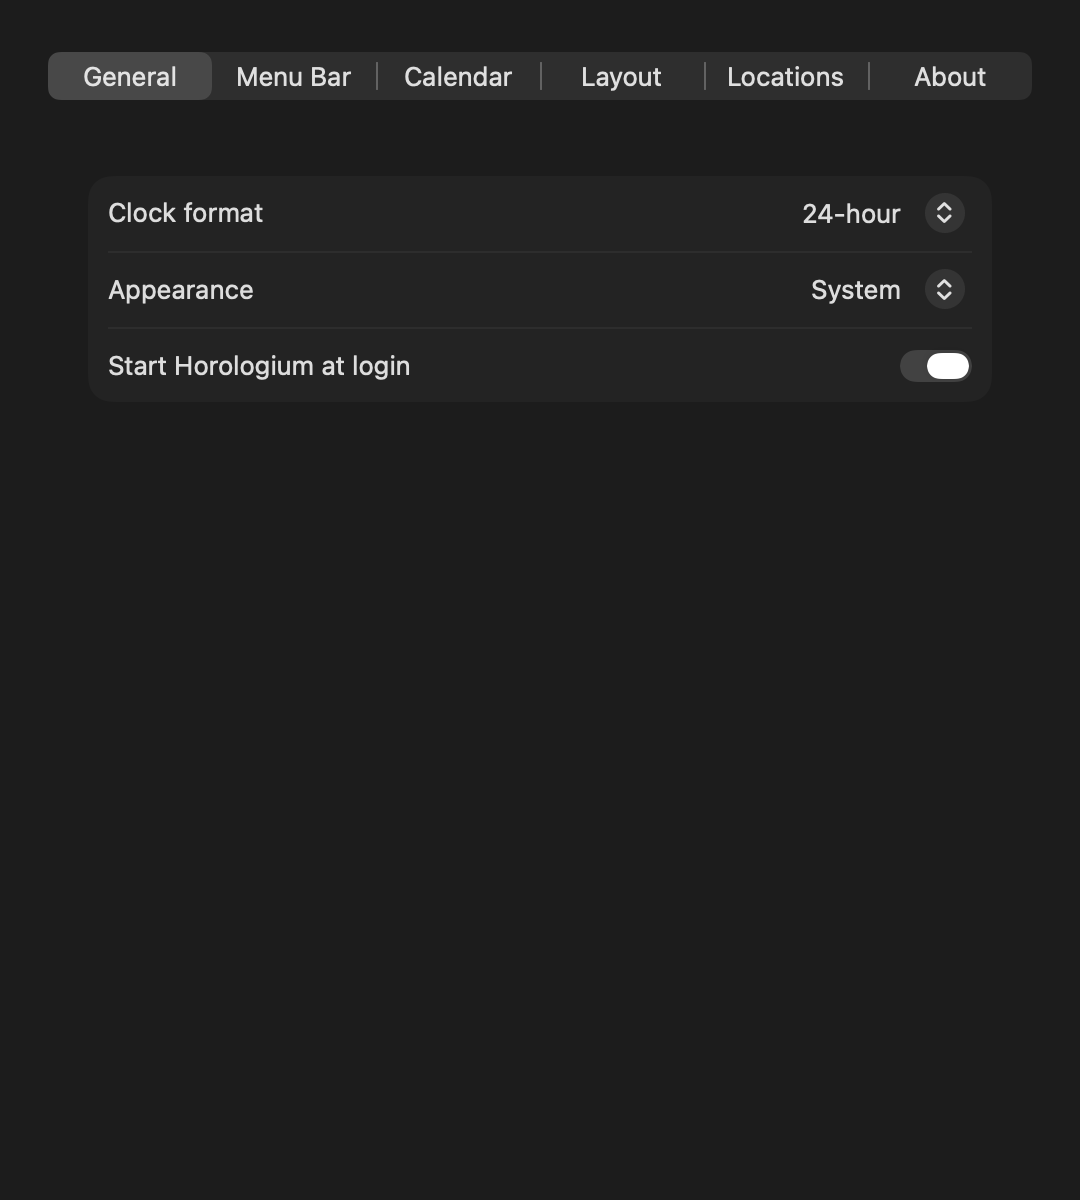 General Menu Bar Calendar Layout Locations About
Clock format 24-hour
Appearance System
Start Horologium at login